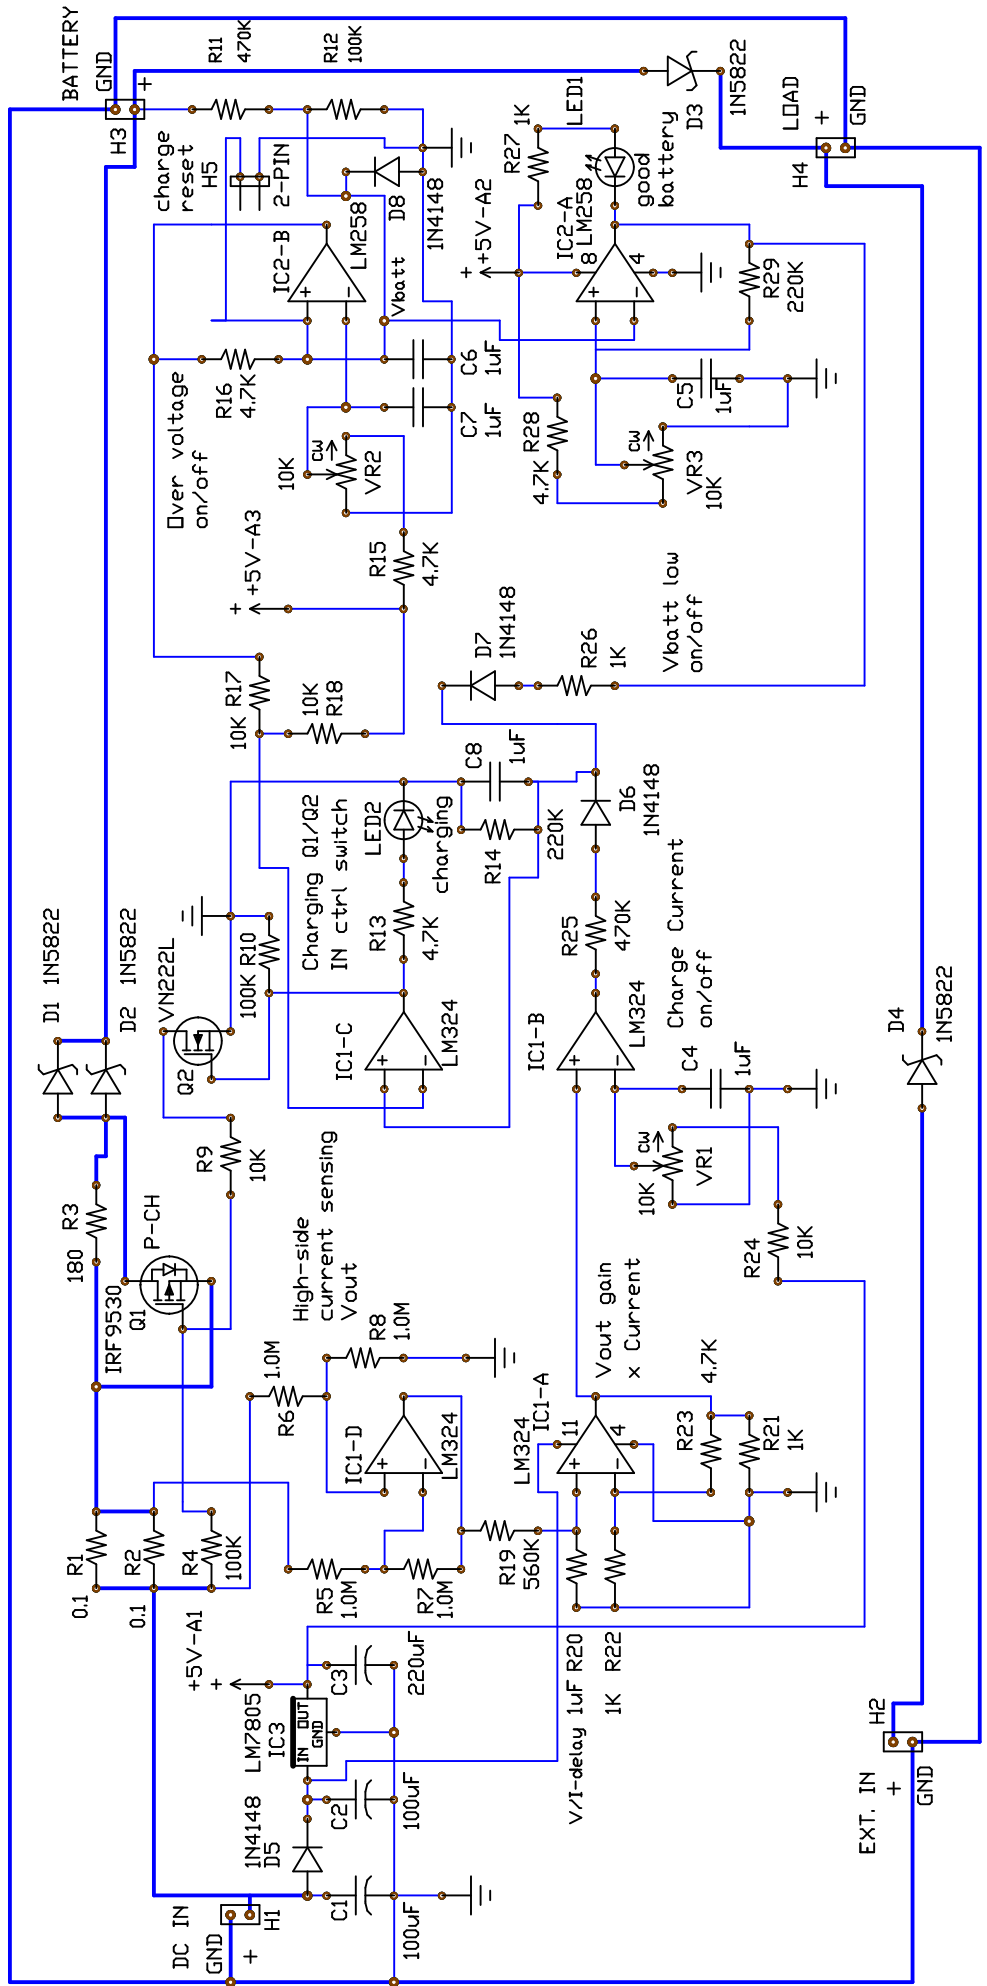 DC IN
GND
+
H1
C1
100uF
1N4148
D5
C2
100uF
LM7805
IC3
IN
OUT
GND
+5V-A1
+
C3
220uF
R1
0.1
R2
0.1
R4
100K
R5
1.0M
R7
1.0M
R6
1.0M
R8
1.0M
IC1-D
LM324
+
–
High-side
current sensing
Vout
R3
180
IRF9530
Q1
P-CH
R9
10K
Q2
VN222L
D1 1N5822
D2 1N5822
100K R10
IC1-C
LM324
+
–
Charging Q1/Q2
IN ctrl switch
R13
4.7K
LED2
charging
R14
220K
C8
1uF
10K R17
10K
R18
+ +5V-A3
R15
4.7K
Over voltage
on/off
R16
4.7K
10K
cw
VR2
C7
1uF
C6
1uF
Vbatt
IC2-B
LM258
+
–
D8
1N4148
charge
reset
H5
2-PIN
BATTERY
GND
+
H3
R11
470K
R12
100K
R27
1K
LED1
good
battery
IC2-A
LM258
8
4
+
–
+ +5V-A2
R28
4.7K
cw
VR3
10K
C5
1uF
R29
220K
D3
1N5822
LOAD
+
GND
H4
D7
1N4148
R26
1K
Vbatt low
on/off
D6
1N4148
R25
470K
IC1-B
LM324
+
–
Charge Current
on/off
C4
1uF
cw
10K
VR1
R24
10K
Vout gain
x Current
LM324
IC1-A
11
4
+
–
R23
4.7K
R21
1K
R19
560K
V/I-delay 1uF R20
1K R22
D4
1N5822
H2
EXT. IN
+
GND